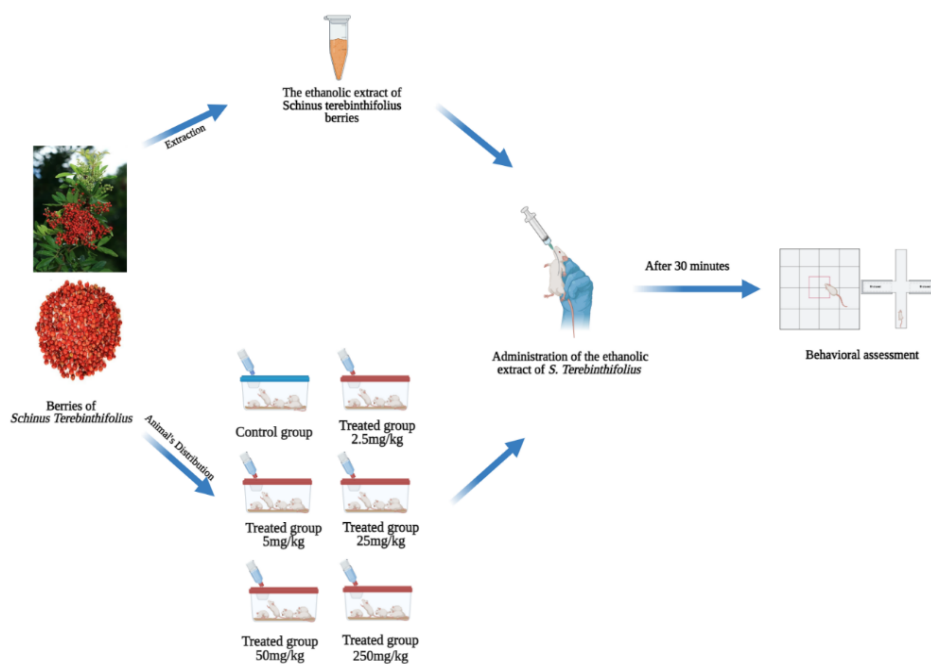 The ethanolic extract of
Schinus terebinthifolius
berries
Extraction
Berries of
Schinus Terebinthifolius
Animal's Distribution
Control group
Treated group
2.5mg/kg
Treated group
5mg/kg
Treated group
25mg/kg
Treated group
50mg/kg
Treated group
250mg/kg
Administration of the ethanolic
extract of S. Terebinthifolius
After 30 minutes
Behavioral assessment